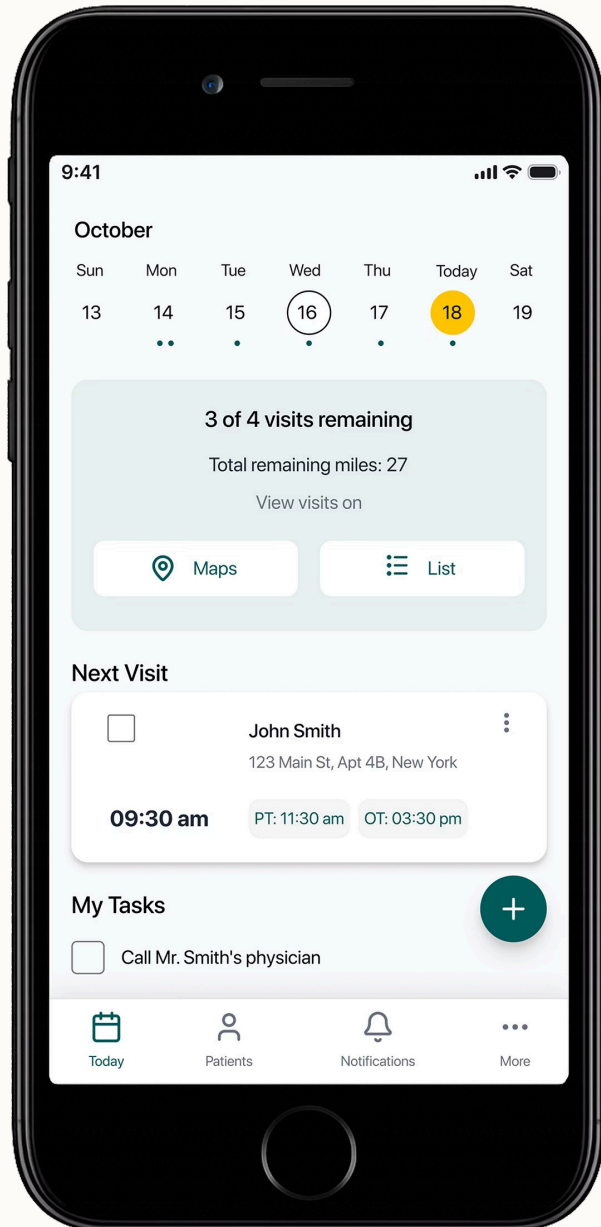 9:41
October
Sun Mon Tue Wed Thu Today Sat
13 14 15 16 17 18 19
3 of 4 visits remaining
Total remaining miles: 27
View visits on
Maps List
Next Visit
John Smith
123 Main St, Apt 4B, New York
09:30 am PT: 11:30 am OT: 03:30 pm
My Tasks
+
Call Mr. Smith's physician
Today Patients Notifications More